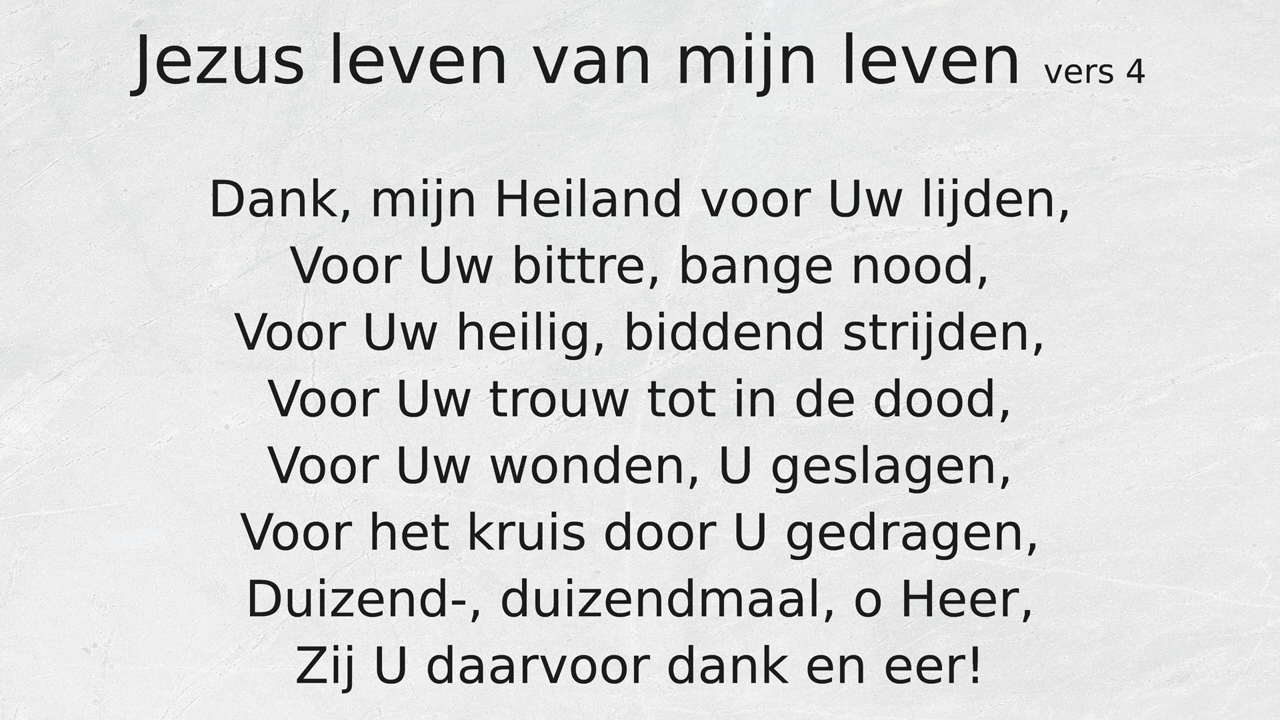 Jezus leven van mijn leven vers 4
Dank, mijn Heiland voor Uw lijden,
Voor Uw bittre, bange nood,
Voor Uw heilig, biddend strijden,
Voor Uw trouw tot in de dood,
Voor Uw wonden, U geslagen,
Voor het kruis door U gedragen,
Duizend-, duizendmaal, o Heer,
Zij U daarvoor dank en eer!